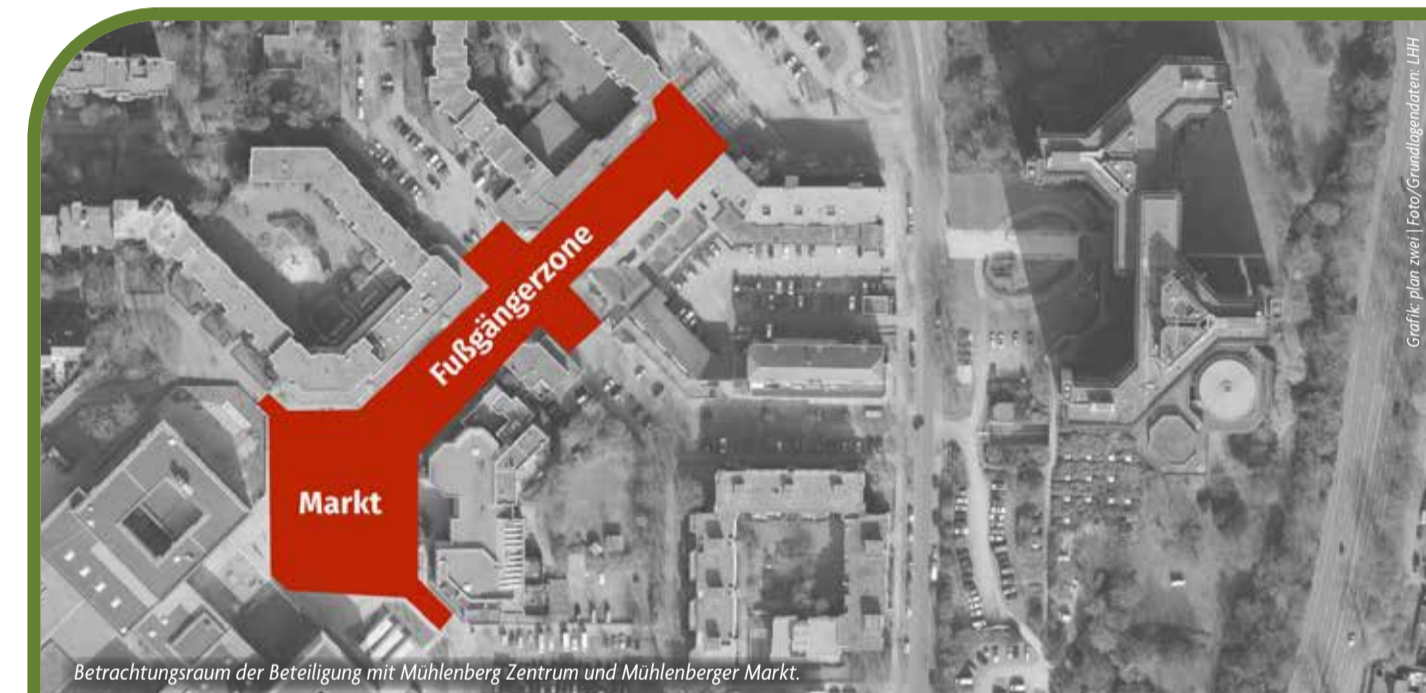 Fußgängerzone
Markt
Betrachtungsraum der Beteiligung mit Mühlenberg Zentrum und Mühlenberger Markt.
Grafik: plan zwei | Foto/Grundlagendaten: LHH